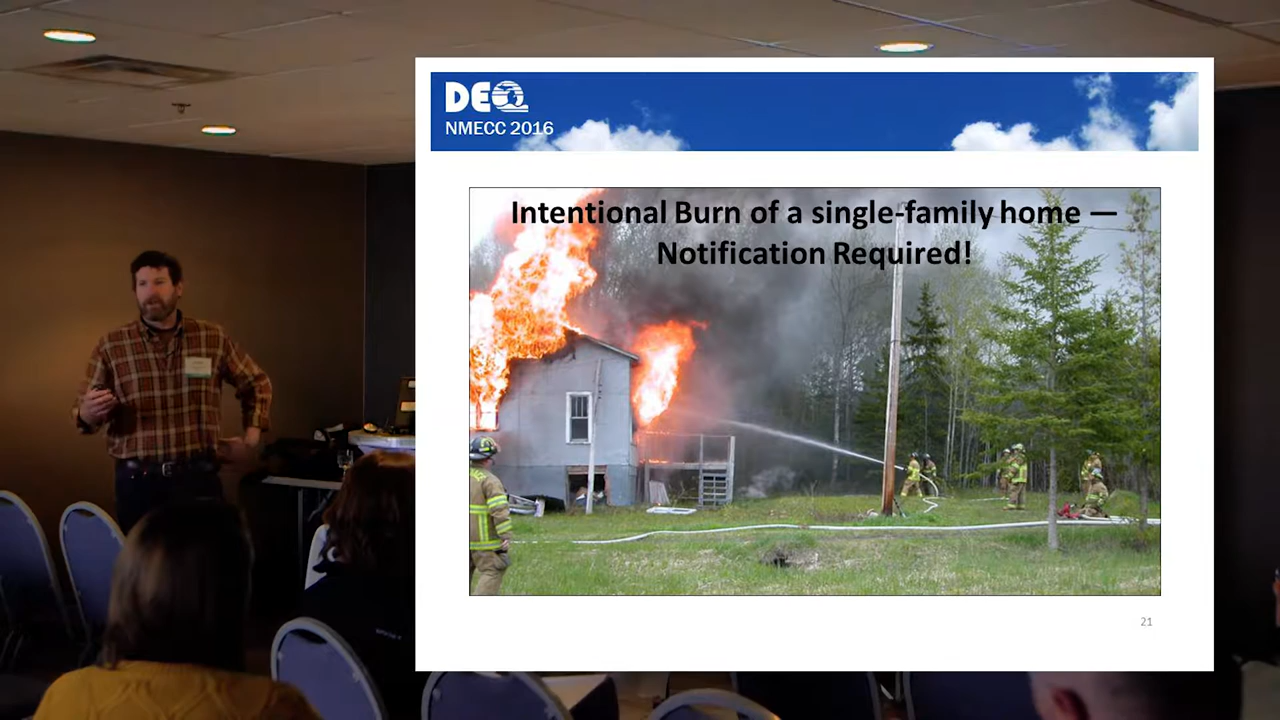 DEQ
NMECC 2016
Intentional Burn of a single-family home —
Notification Required!
21